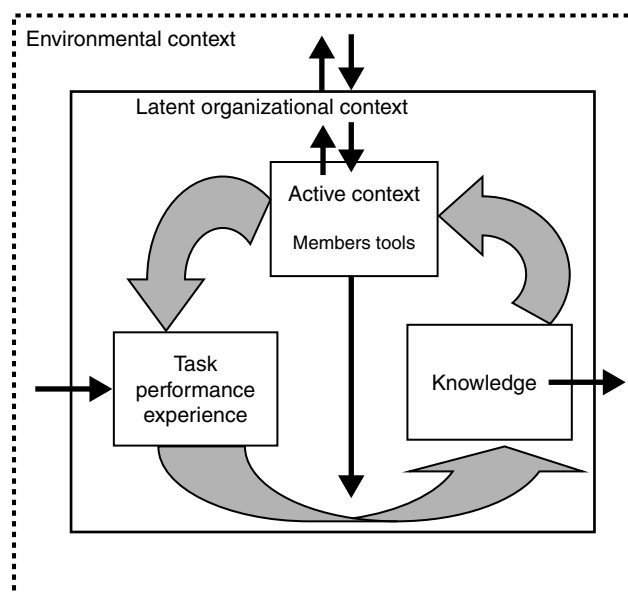 Environmental context
Latent organizational context
Active context
Members tools
Task
performance
experience
Knowledge